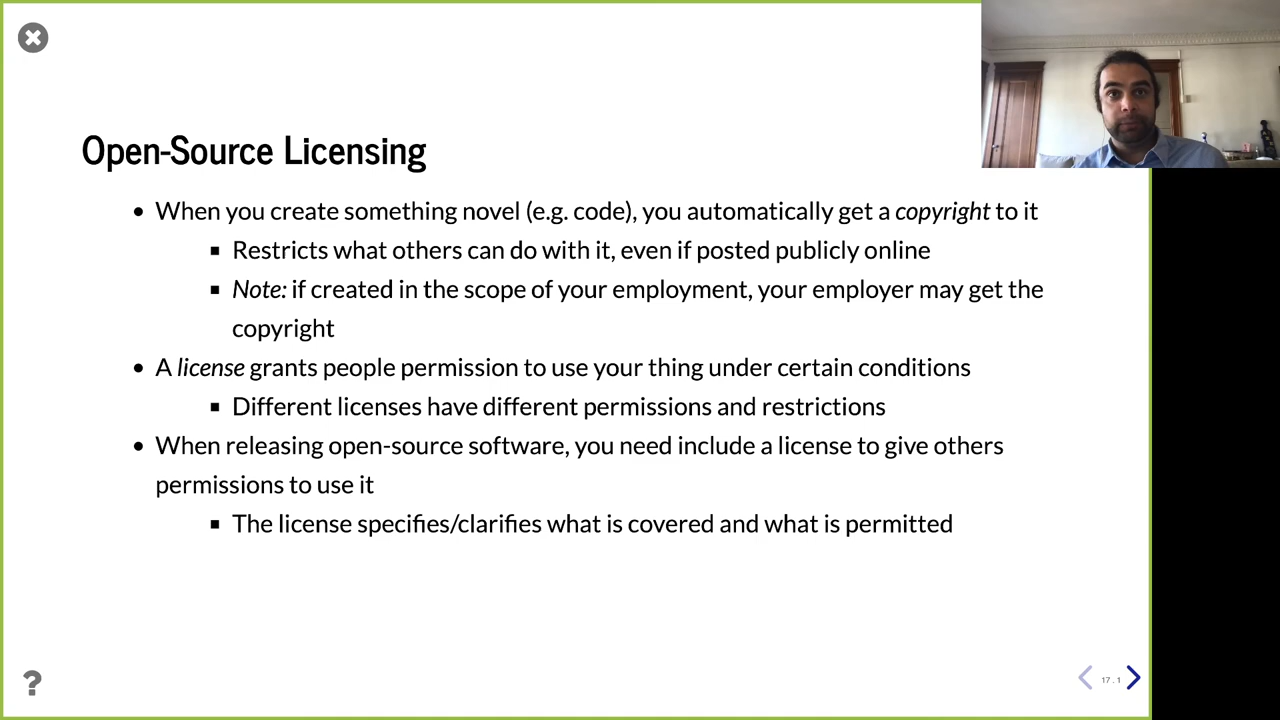 Open-Source Licensing
• When you create something novel (e.g. code), you automatically get a copyright to it
▪ Restricts what others can do with it, even if posted publicly online
▪ Note: if created in the scope of your employment, your employer may get the
copyright
• A license grants people permission to use your thing under certain conditions
▪ Different licenses have different permissions and restrictions
• When releasing open-source software, you need include a license to give others
permissions to use it
▪ The license specifies/clarifies what is covered and what is permitted
?
17 . 1